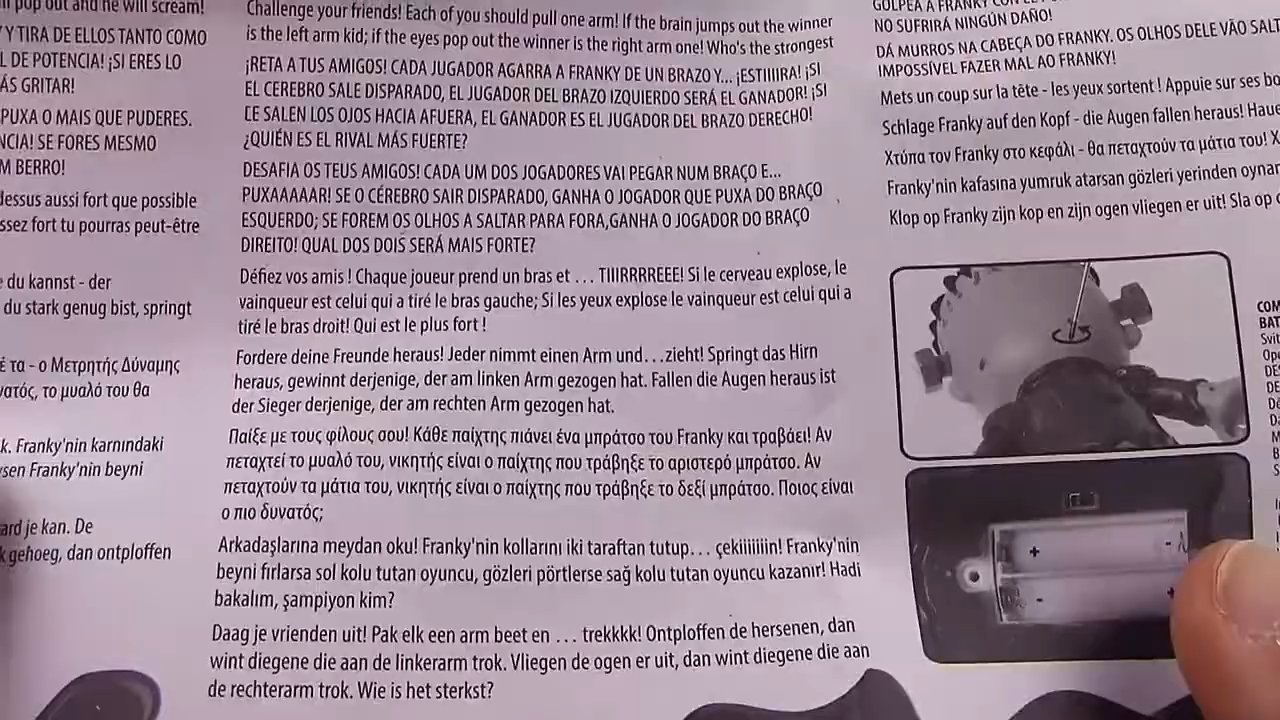 pop out and he will scream!
Y TIRA DE ELLOS TANTO COMO
L DE POTENCIA! ¡SI ERES LO
ÁS GRITAR!
PUXA O MAIS QUE PUDERES.
NCIA! SE FORES MESMO
M BERRO!
dessus aussi fort que possible
ssez fort tu pourras peut-être
e du kannst - der
du stark genug bist, springt
έ τα - ο Μετρητής Δύναμης
νατός, το μυαλό του θα
k. Franky'nin karnındaki
rsen Franky'nin beyni
ard je kan. De
k gehoeg, dan ontploffen
Challenge your friends! Each of you should pull one arm! If the brain jumps out the winner
is the left arm kid; if the eyes pop out the winner is the right arm one! Who's the strongest
¡RETA A TUS AMIGOS! CADA JUGADOR AGARRA A FRANKY DE UN BRAZO Y... ¡ESTIIIIRA! ¡SI
EL CEREBRO SALE DISPARADO, EL JUGADOR DEL BRAZO IZQUIERDO SERÁ EL GANADOR! ¡SI
LE SALEN LOS OJOS HACIA AFUERA, EL GANADOR ES EL JUGADOR DEL BRAZO DERECHO!
¿QUIÉN ES EL RIVAL MÁS FUERTE?
DESAFIA OS TEUS AMIGOS! CADA UM DOS JOGADORES VAI PEGAR NUM BRAÇO E...
PUXAAAAAR! SE O CÉREBRO SAIR DISPARADO, GANHA O JOGADOR QUE PUXA DO BRAÇO
ESQUERDO; SE FOREM OS OLHOS A SALTAR PARA FORA,GANHA O JOGADOR DO BRAÇO
DIREITO! QUAL DOS DOIS SERÁ MAIS FORTE?
Défiez vos amis ! Chaque joueur prend un bras et … TIIIRRRREEE! Si le cerveau explose, le
vainqueur est celui qui a tiré le bras gauche; Si les yeux explose le vainqueur est celui qui a
tiré le bras droit! Qui est le plus fort !
Fordere deine Freunde heraus! Jeder nimmt einen Arm und…zieht! Springt das Hirn
heraus, gewinnt derjenige, der am linken Arm gezogen hat. Fallen die Augen heraus ist
der Sieger derjenige, der am rechten Arm gezogen hat.
Παίξε με τους φίλους σου! Κάθε παίχτης πιάνει ένα μπράτσο του Franky και τραβάει! Αν
πεταχτεί το μυαλό του, νικητής είναι ο παίχτης που τράβηξε το αριστερό μπράτσο. Αν
πεταχτούν τα μάτια του, νικητής είναι ο παίχτης που τράβηξε το δεξί μπράτσο. Ποιος είναι
ο πιο δυνατός;
Arkadaşlarına meydan oku! Franky'nin kollarını iki taraftan tutup… çekiiiiiin! Franky'nin
beyni fırlarsa sol kolu tutan oyuncu, gözleri pörtlerse sağ kolu tutan oyuncu kazanır! Hadi
bakalım, şampiyon kim?
Daag je vrienden uit! Pak elk een arm beet en … trekkkk! Ontploffen de hersenen, dan
wint diegene die aan de linkerarm trok. Vliegen de ogen er uit, dan wint diegene die aan
de rechterarm trok. Wie is het sterkst?
GOLPEA A FRANKY CON EL
NO SUFRIRÁ NINGÚN DAÑO!
DÁ MURROS NA CABEÇA DO FRANKY. OS OLHOS DELE VÃO SALT
IMPOSSÍVEL FAZER MAL AO FRANKY!
Mets un coup sur la tête - les yeux sortent ! Appuie sur ses bo
Schlage Franky auf den Kopf - die Augen fallen heraus! Haue
Χτύπα τον Franky στο κεφάλι - θα πεταχτούν τα μάτια του! Χ
Franky'nin kafasına yumruk atarsan gözleri yerinden oynar
Klop op Franky zijn kop en zijn ogen vliegen er uit! Sla op
COM
BAT
Svit
Ope
DES
DE